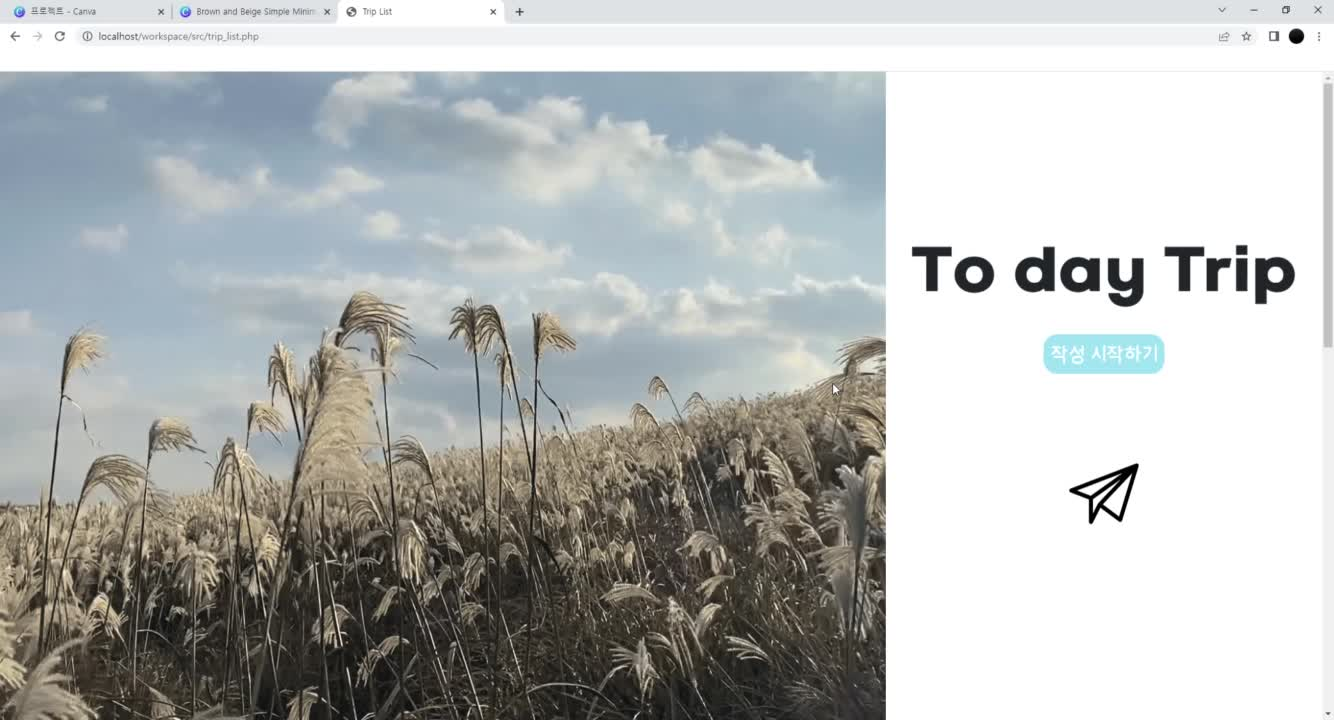 프로젝트 - Canva
Brown and Beige Simple Minim
Trip List
localhost/workspace/src/trip_list.php
To day Trip
작성 시작하기